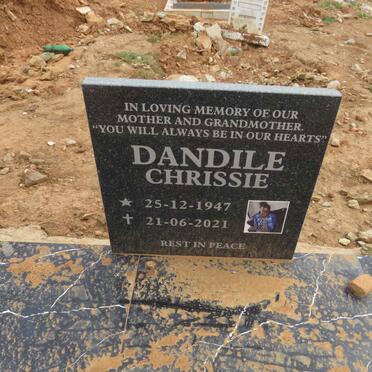 IN LOVING MEMORY OF OUR
MOTHER AND GRANDMOTHER.
"YOU WILL ALWAYS BE IN OUR HEARTS"
DANDILE
CHRISSIE
25-12-1947
21-06-2021
REST IN PEACE